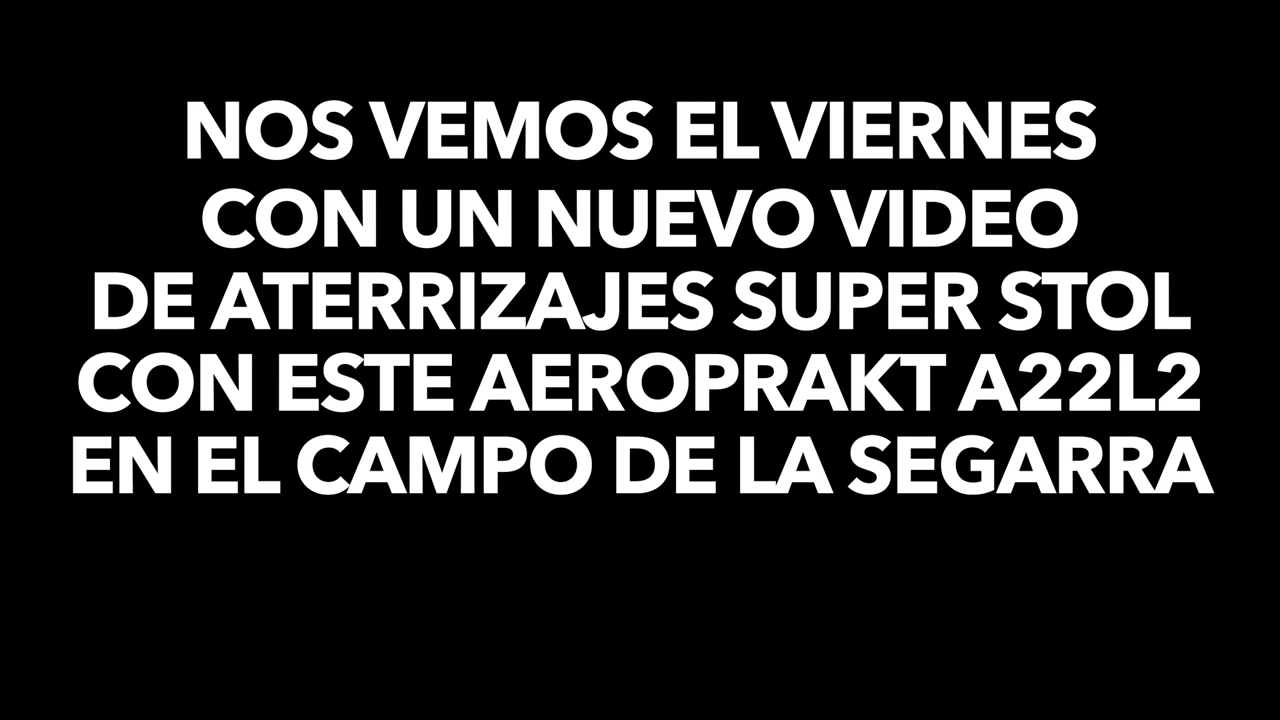 NOS VEMOS EL VIERNES
CON UN NUEVO VIDEO
DE ATERRIZAJES SUPER STOL
CON ESTE AEROPRAKT A22L2
EN EL CAMPO DE LA SEGARRA